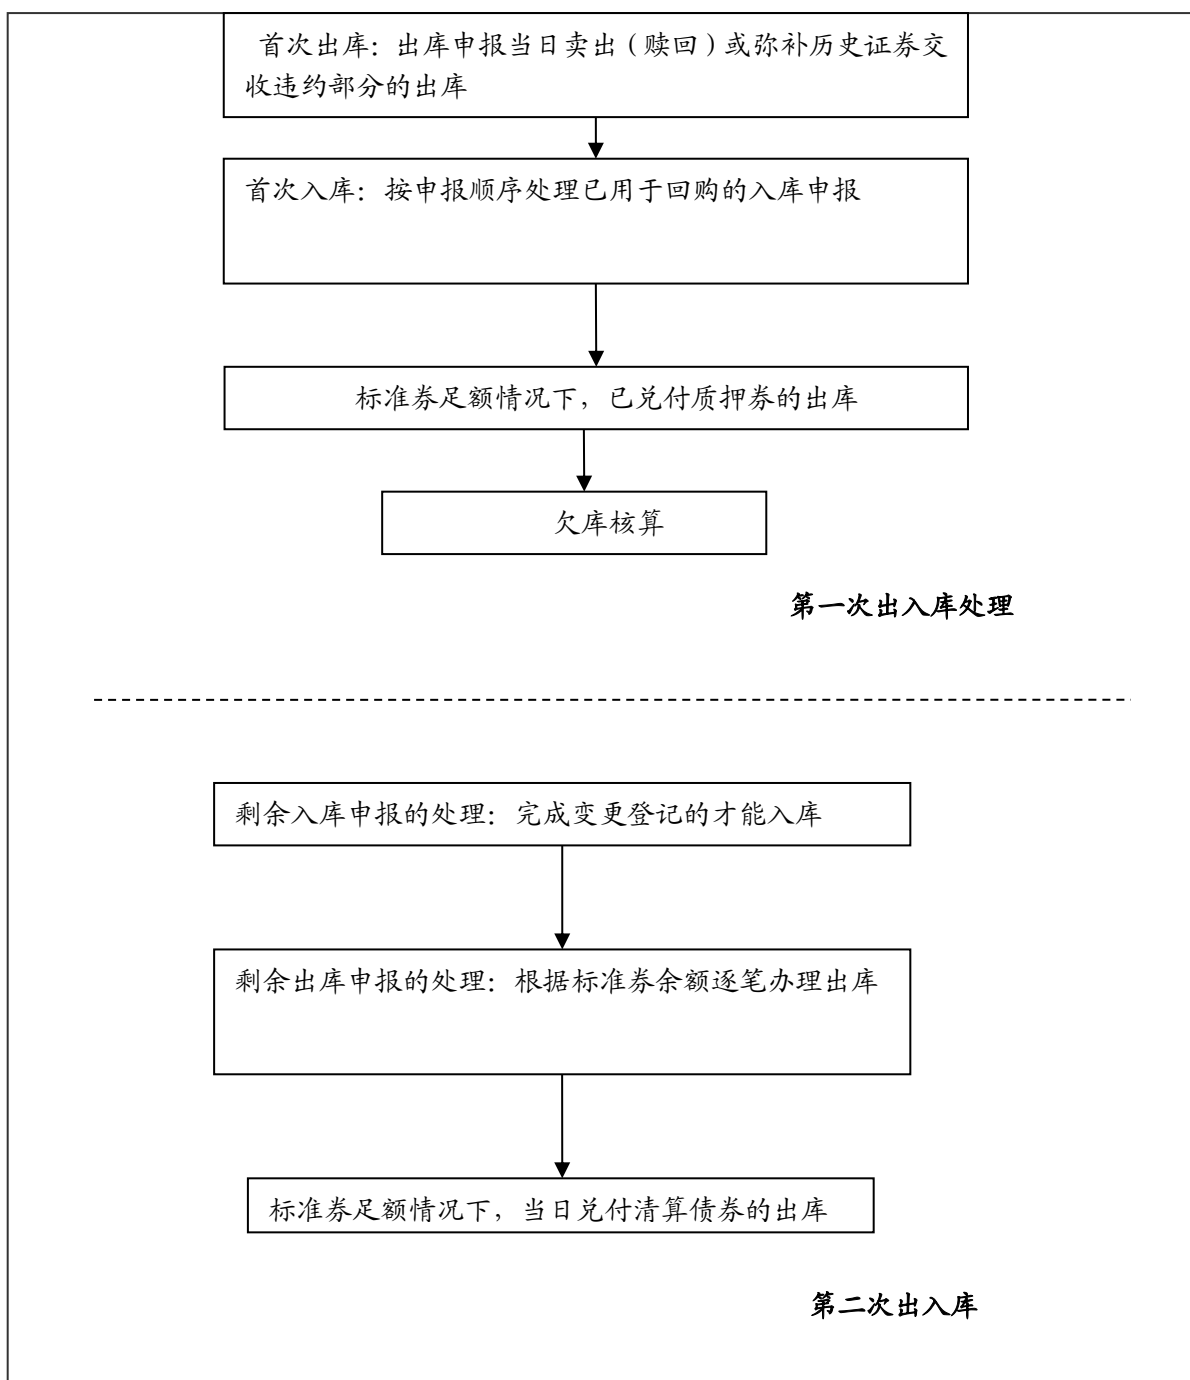 首次出库：出库申报当日卖出（赎回）或弥补历史证券交
收违约部分的出库
首次入库：按申报顺序处理已用于回购的入库申报
标准券足额情况下，已兑付质押券的出库
欠库核算
第一次出入库处理
剩余入库申报的处理：完成变更登记的才能入库
剩余出库申报的处理：根据标准券余额逐笔办理出库
标准券足额情况下，当日兑付清算债券的出库
第二次出入库